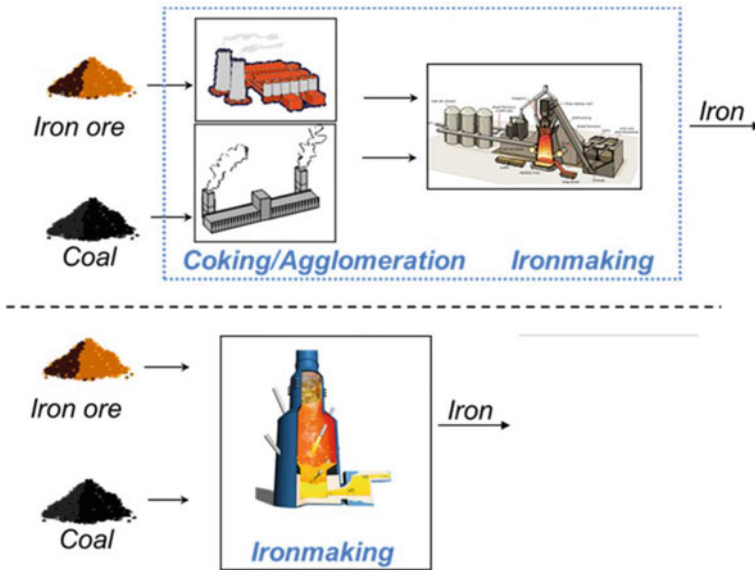 Iron ore
Iron
Coal
Coking/Agglomeration Ironmaking
Iron ore
Iron
Coal
Ironmaking